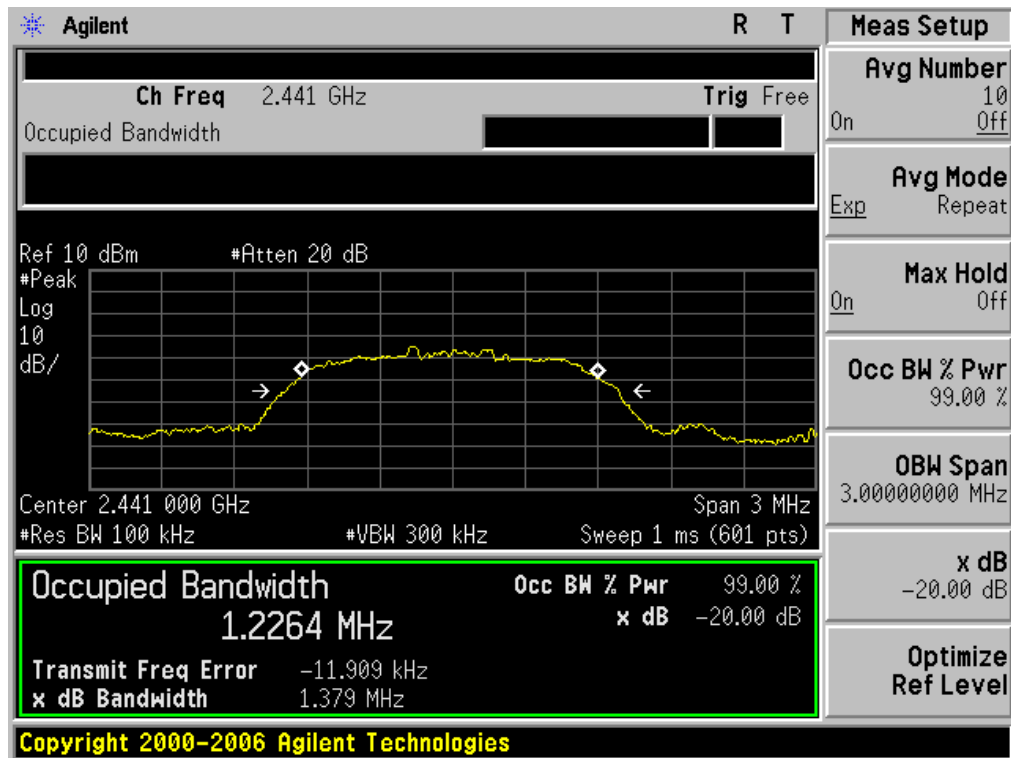 Agilent R T
Ch Freq 2.441 GHz Trig Free
Occupied Bandwidth
Ref 10 dBm #Atten 20 dB
#Peak
Log
10
dB/
Center 2.441 000 GHz Span 3 MHz
#Res BW 100 kHz #VBW 300 kHz Sweep 1 ms (601 pts)
Occupied Bandwidth Occ BW % Pwr 99.00 %
1.2264 MHz x dB -20.00 dB
Transmit Freq Error -11.909 kHz
x dB Bandwidth 1.379 MHz
Copyright 2000-2006 Agilent Technologies
Meas Setup
Avg Number
10
On Off
Avg Mode
Exp Repeat
Max Hold
On Off
Occ BW % Pwr
99.00 %
OBW Span
3.00000000 MHz
x dB
-20.00 dB
Optimize
Ref Level